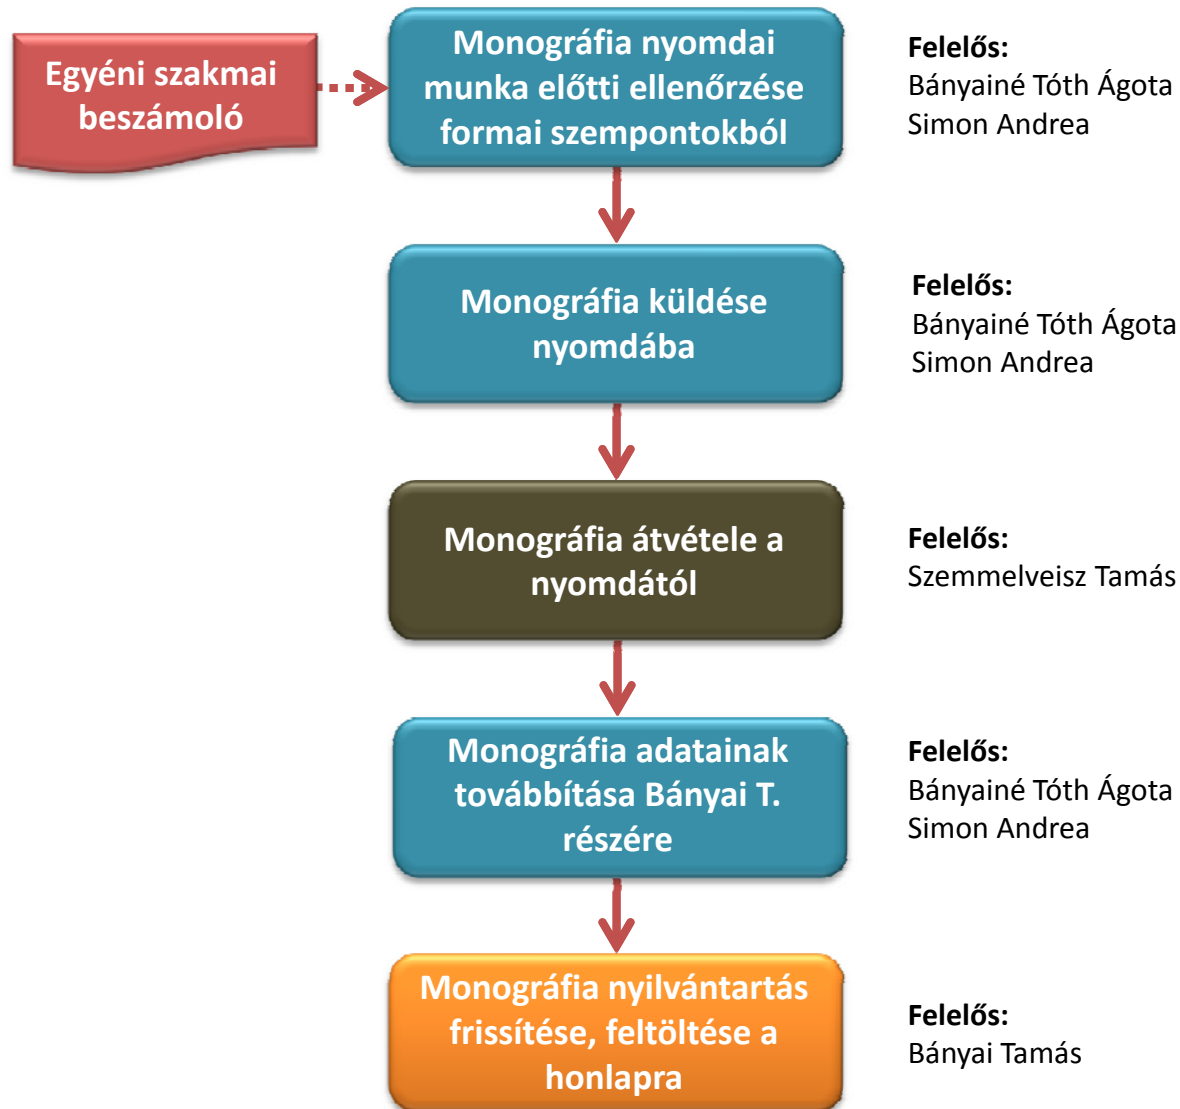 Egyéni szakmai
beszámoló
Monográfia nyomdai
munka előtti ellenőrzése
formai szempontokból
Felelős:
Bányainé Tóth Ágota
Simon Andrea
Monográfia küldése
nyomdába
Felelős:
Bányainé Tóth Ágota
Simon Andrea
Monográfia átvétele a
nyomdától
Felelős:
Szemmelveisz Tamás
Monográfia adatainak
továbbítása Bányai T.
részére
Felelős:
Bányainé Tóth Ágota
Simon Andrea
Monográfia nyilvántartás
frissítése, feltöltése a
honlapra
Felelős:
Bányai Tamás